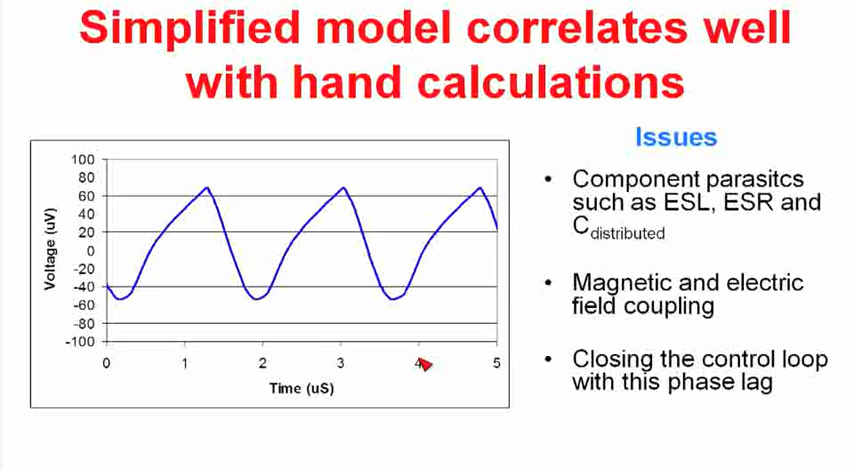 Simplified model correlates well
with hand calculations
Issues
• Component parasitcs
such as ESL, ESR and
Cdistributed
• Magnetic and electric
field coupling
• Closing the control loop
with this phase lag
100
80
60
40
20
0
-20
-40
-60
-80
-100
Voltage (uV)
0 1 2 3 4 5
Time (uS)